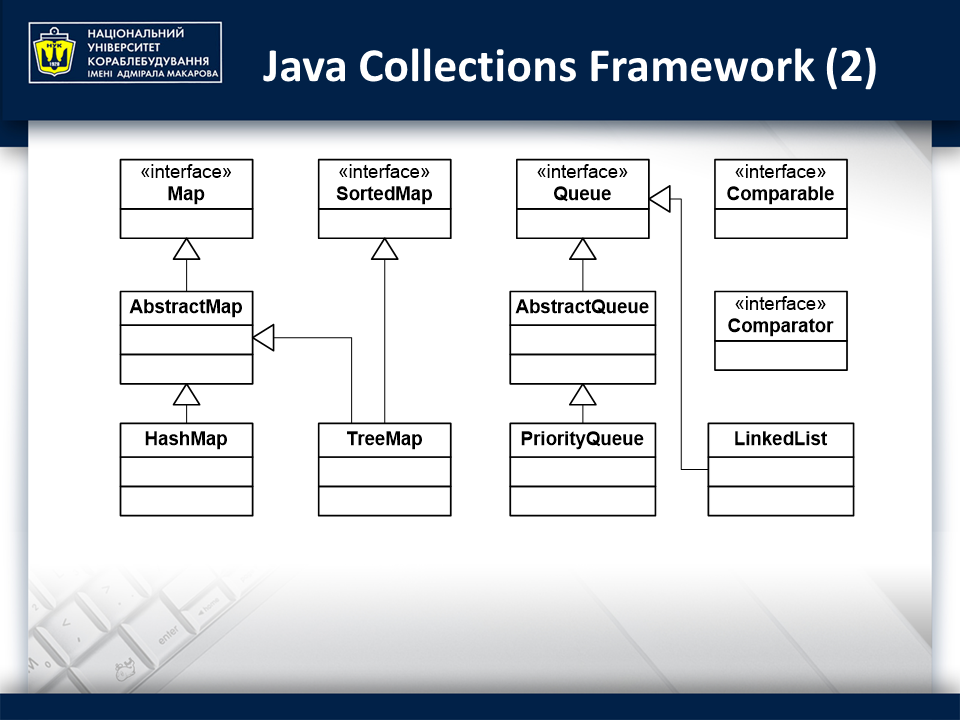 НАЦІОНАЛЬНИЙ
УНІВЕРСИТЕТ
КОРАБЛЕБУДУВАННЯ
ІМЕНІ АДМІРАЛА МАКАРОВА
НУК
1920
Java Collections Framework (2)
«interface»
Map
«interface»
SortedMap
«interface»
Queue
«interface»
Comparable
AbstractMap
AbstractQueue
«interface»
Comparator
HashMap
TreeMap
PriorityQueue
LinkedList
enter